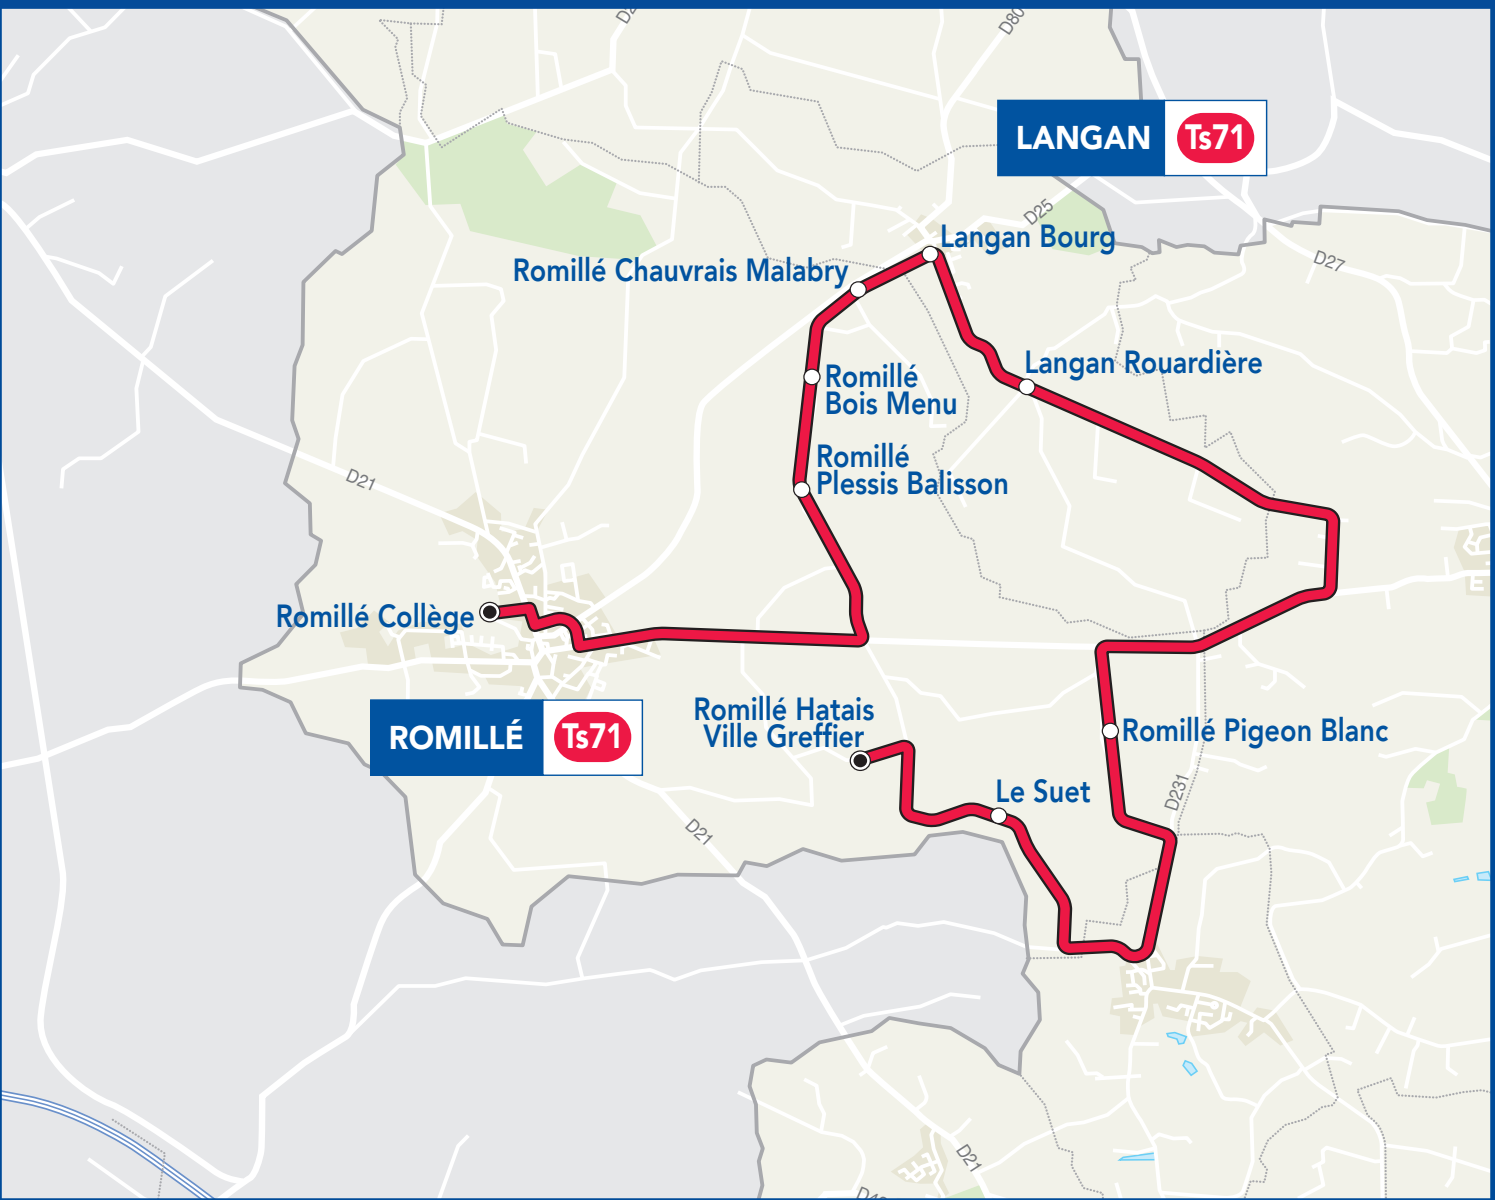 D80
LANGAN Ts71
D25
Langan Bourg
D27
Romillé Chauvrais Malabry
Langan Rouardière
Romillé
Bois Menu
Romillé
Plessis Balisson
D21
E
Romillé Collège
Romillé Hatais
Ville Greffier
ROMILLÉ Ts71
Romillé Pigeon Blanc
Le Suet
D231
D21
D21